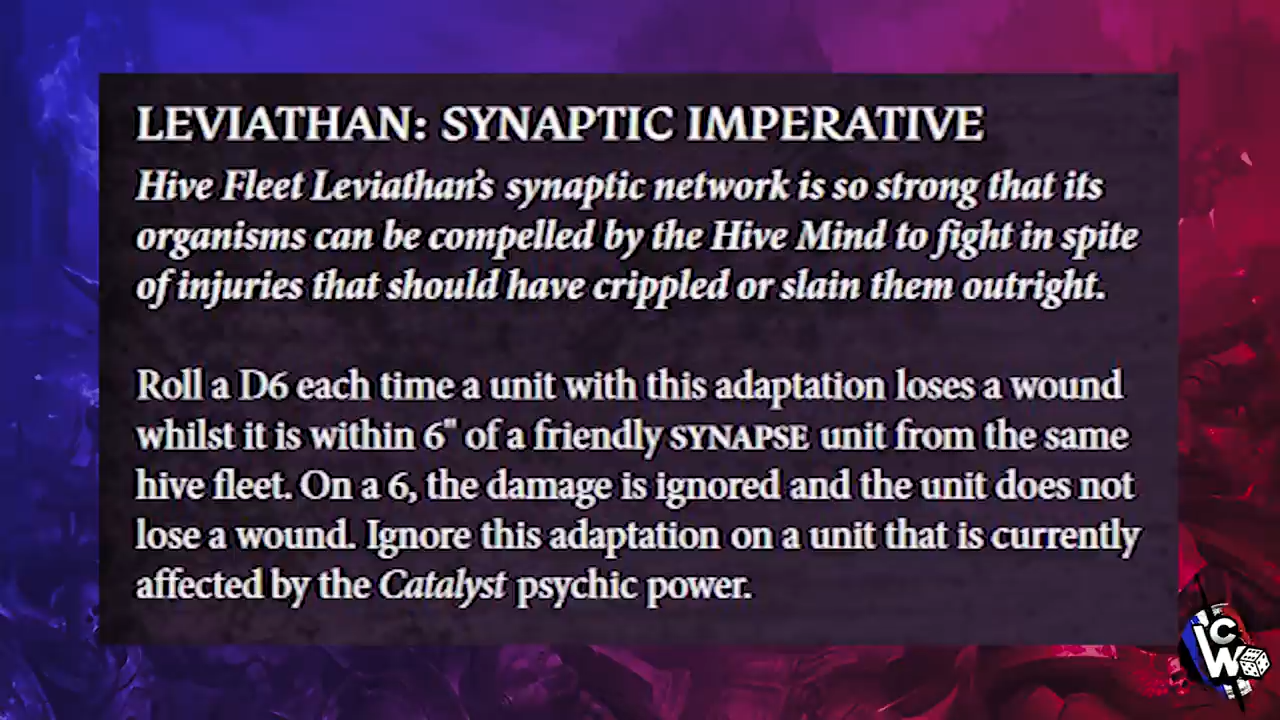 LEVIATHAN: SYNAPTIC IMPERATIVE
Hive Fleet Leviathan's synaptic network is so strong that its
organisms can be compelled by the Hive Mind to fight in spite
of injuries that should have crippled or slain them outright.
Roll a D6 each time a unit with this adaptation loses a wound
whilst it is within 6" of a friendly SYNAPSE unit from the same
hive fleet. On a 6, the damage is ignored and the unit does not
lose a wound. Ignore this adaptation on a unit that is currently
affected by the Catalyst psychic power.
ICW